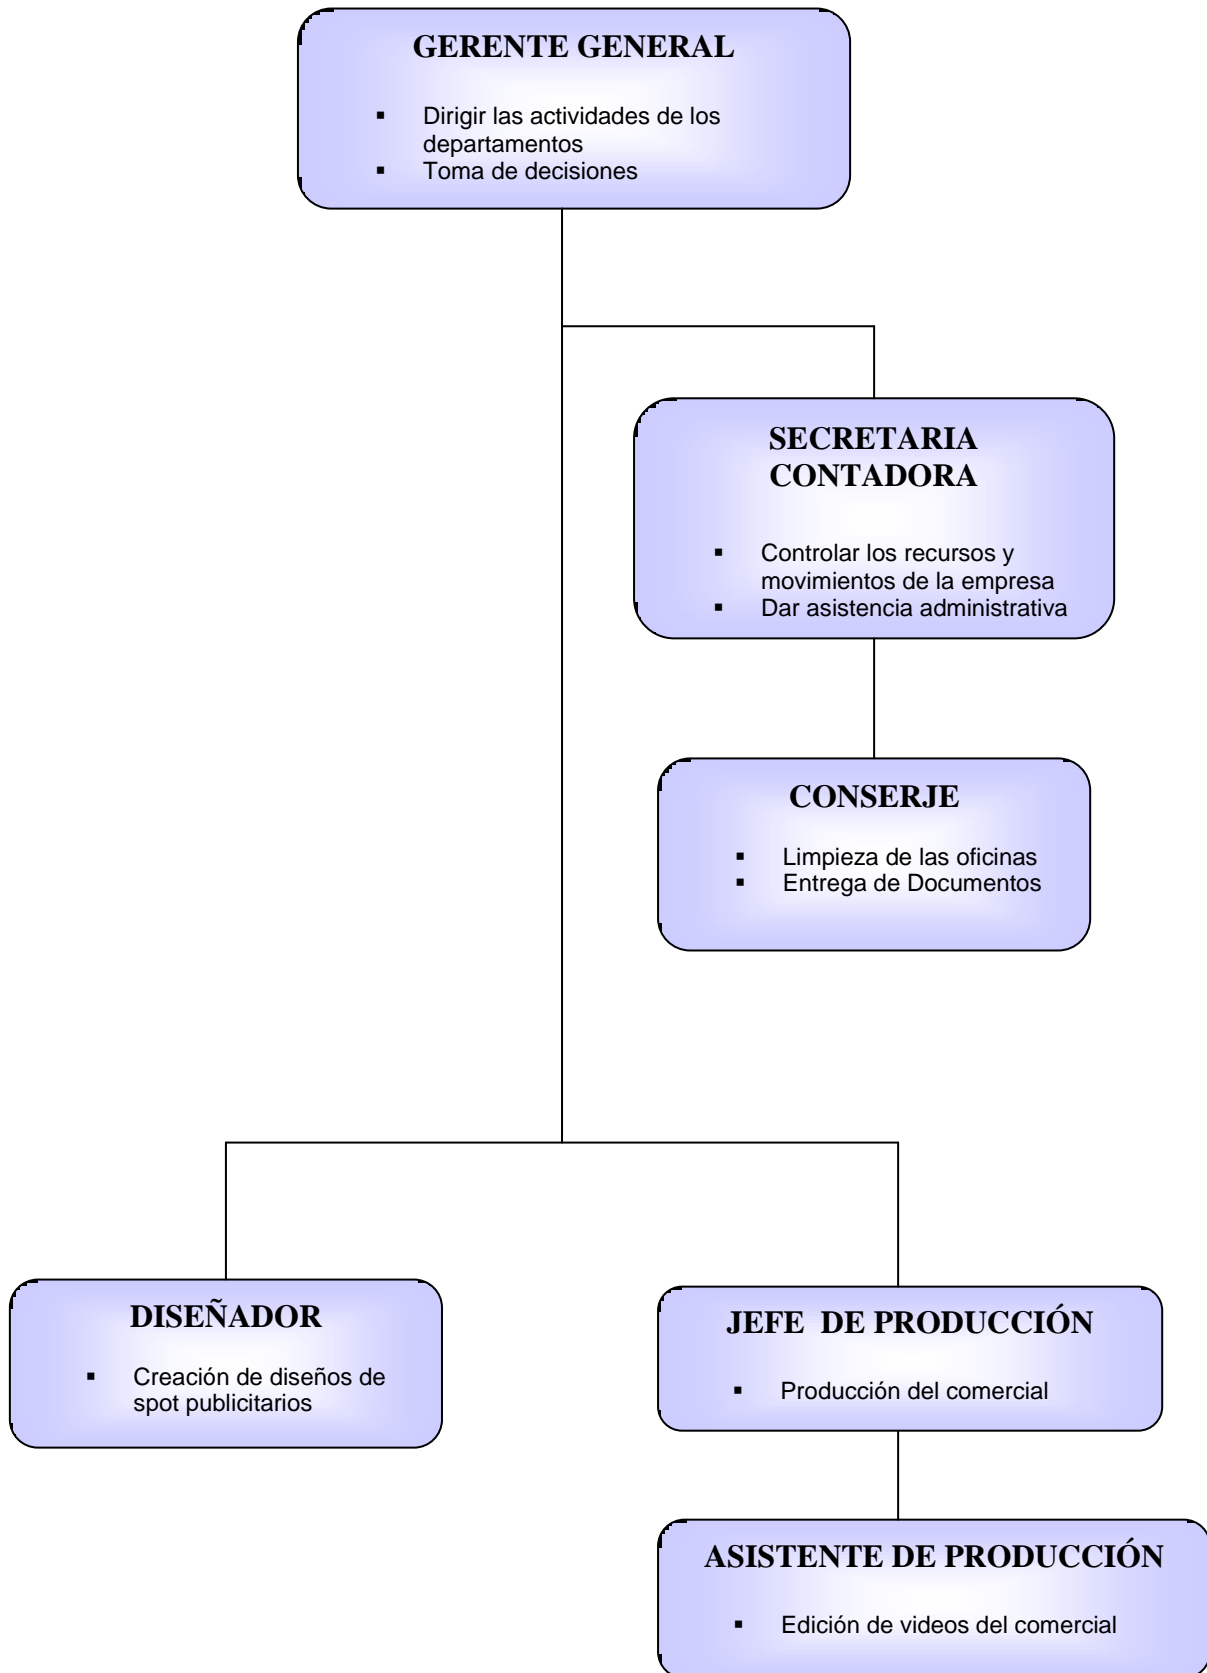 GERENTE GENERAL
▪ Dirigir las actividades de los
departamentos
▪ Toma de decisiones
SECRETARIA
CONTADORA
▪ Controlar los recursos y
movimientos de la empresa
▪ Dar asistencia administrativa
CONSERJE
▪ Limpieza de las oficinas
▪ Entrega de Documentos
DISEÑADOR
▪ Creación de diseños de
spot publicitarios
JEFE  DE PRODUCCIÓN
▪ Producción del comercial
ASISTENTE DE PRODUCCIÓN
▪ Edición de videos del comercial